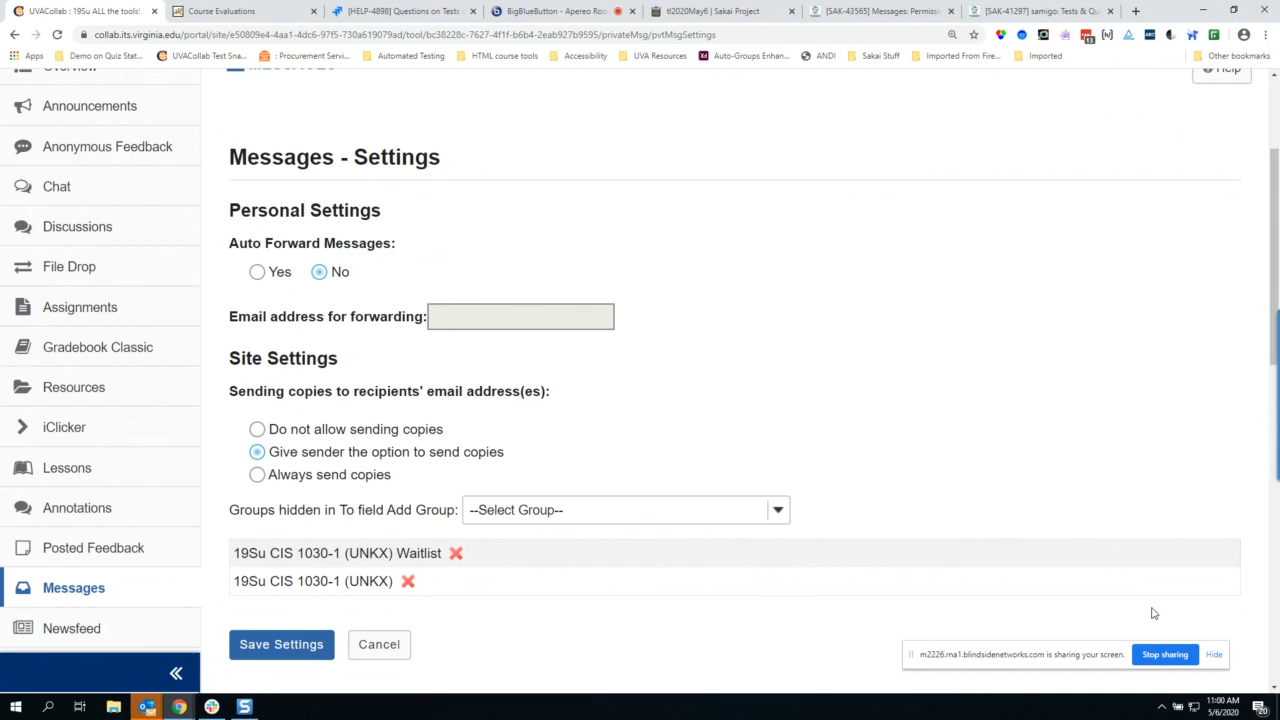 UVACollab : UVACollab ALL the tools!
Course Evaluations
[HELP-4898] Questions on Tests
BigBlueButton - Apereo Roo
tl2020May6 | Sakai Project
[SAK-43565] Messages: Permissi
[SAK-41297] samigo: Tests & Qu
collab.its.virginia.edu/portal/site/e50809e4-4aa1-4dc6-97f5-730a619079ad/tool/bc38228c-7627-4f1f-b6b4-2eab927b9595/privateMsg/pvtMsgSettings
Apps
Demo on Quiz Stat...
UVACollab Test Sna...
: Procurement Servi...
Automated Testing
HTML course tools
Accessibility
UVA Resources
Auto-Groups Enhan...
ANDI
Sakai Stuff
Imported From Fire...
Imported
Other bookmarks
Help
Overview
Announcements
Anonymous Feedback
Chat
Discussions
File Drop
Assignments
Gradebook Classic
Resources
iClicker
Lessons
Annotations
Posted Feedback
Messages
Newsfeed
Messages - Settings
Personal Settings
Auto Forward Messages:
Yes No
Email address for forwarding:
Site Settings
Sending copies to recipients' email address(es):
Do not allow sending copies
Give sender the option to send copies
Always send copies
Groups hidden in To field Add Group: --Select Group--
19Su CIS 1030-1 (UNKX) Waitlist
19Su CIS 1030-1 (UNKX)
Save Settings Cancel
m2226.rna1.blindsidenetworks.com is sharing your screen. Stop sharing Hide
11:00 AM
5/6/2020
20